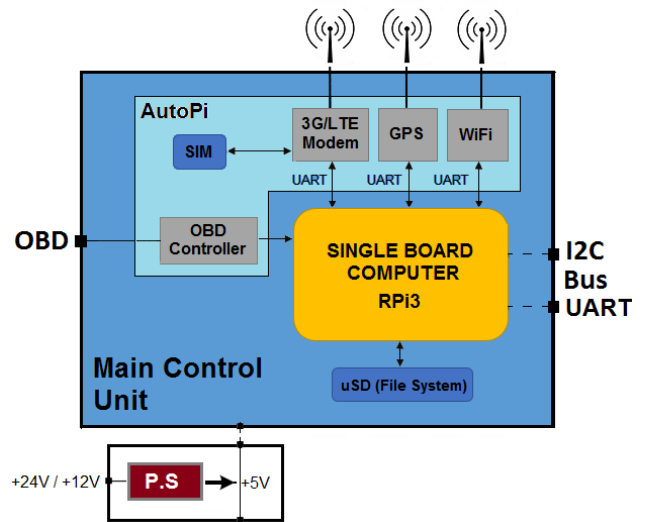 AutoPi
3G/LTE
Modem
GPS
WiFi
SIM
UART
UART
UART
OBD
OBD
Controller
SINGLE BOARD
COMPUTER
RPi3
I2C
Bus
UART
Main Control
Unit
uSD (File System)
+24V / +12V
P.S
+5V